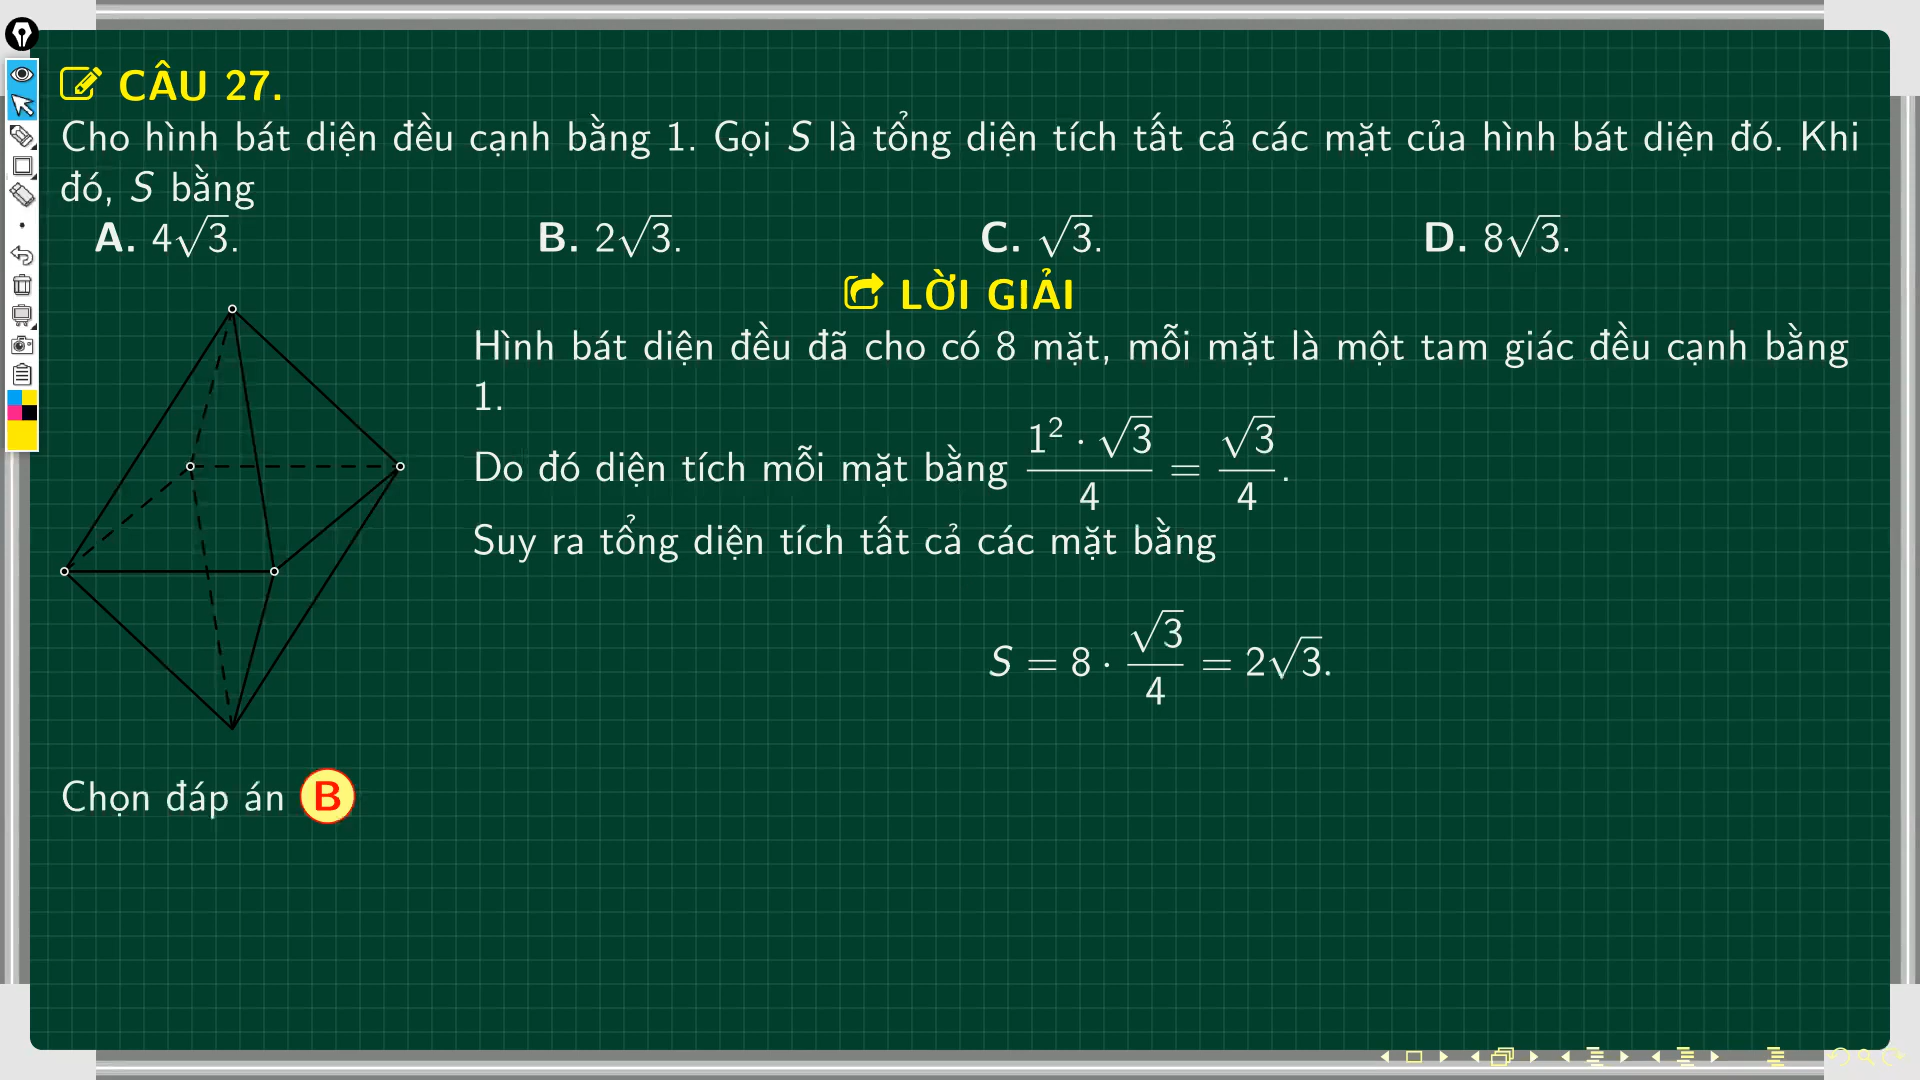 CÂU 27.
Cho hình bát diện đều cạnh bằng 1. Gọi S là tổng diện tích tất cả các mặt của hình bát diện đó. Khi
đó, S bằng
A. 4√3. B. 2√3. C. √3. D. 8√3.
LỜI GIẢI
Hình bát diện đều đã cho có 8 mặt, mỗi mặt là một tam giác đều cạnh bằng
1.
Do đó diện tích mỗi mặt bằng \frac{1² · √3}{4} = \frac{√3}{4}.
Suy ra tổng diện tích tất cả các mặt bằng
S = 8 · \frac{√3}{4} = 2√3.
Chọn đáp án B